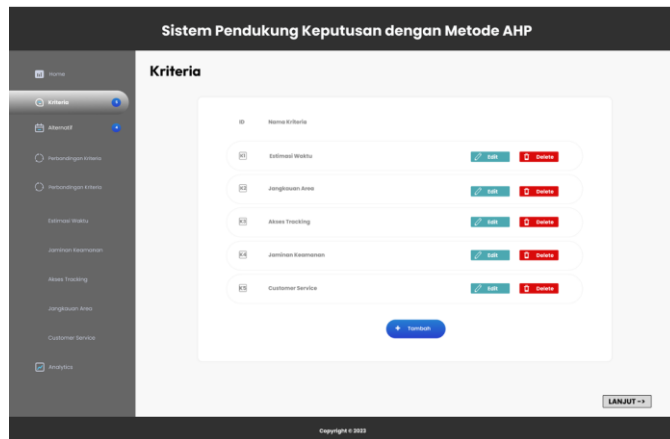 Sistem Pendukung Keputusan dengan Metode AHP
Home
Kriteria
Alternatif
Perbandingan Kriteria
Perbandingan Kriteria
Estimasi Waktu
Jaminan Keamanan
Akses Tracking
Jangkauan Area
Customer Service
Analytics
Kriteria
ID Nama Kriteria
K1 Estimasi Waktu Edit Delete
K2 Jangkauan Area Edit Delete
K3 Akses Tracking Edit Delete
K4 Jaminan Keamanan Edit Delete
K5 Customer Service Edit Delete
+ Tambah
LANJUT ->
Copyright © 2023